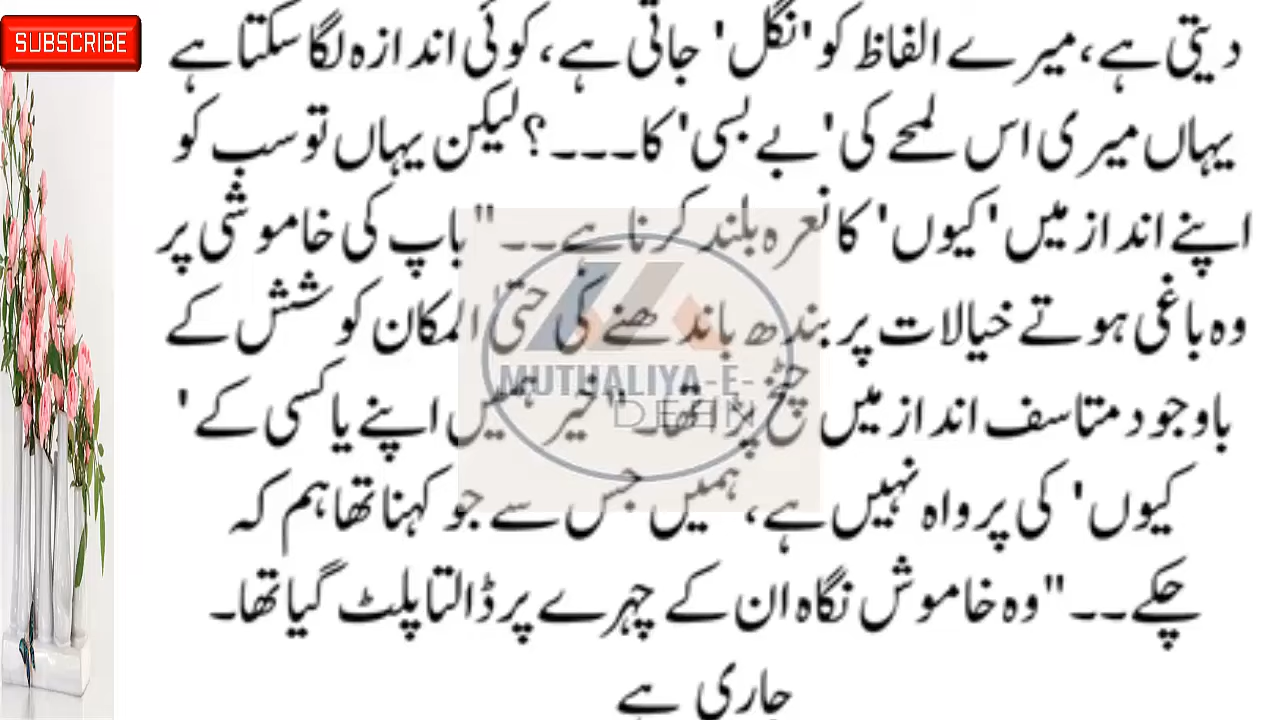 SUBSCRIBE
دیتی ہے، میرے الفاظ کو 'نگل' جاتی ہے، کوئی اندازہ لگا سکتا ہے
یہاں میری اس لمحے کی 'بے بسی' کا۔۔۔؟ لیکن یہاں تو سب کو
اپنے انداز میں 'کیوں' کا نعرہ بلند کرنا ہے۔۔" باپ کی خاموشی پر
وہ باغی ہوتے خیالات پر بندھ باندھنے کی حتیٰ المکان کوشش کے
باوجود متاسف انداز میں چٹخ پڑا تھا۔ "خیر ہمیں اپنے یا کسی کے '
کیوں' کی پرواہ نہیں ہے، ہمیں جس سے جو کہنا تھا ہم کہ
چکے۔۔" وہ خاموش نگاہ ان کے چہرے پر ڈالتا پلٹ گیا تھا۔
جاری ہے
MUTHALIYA-E-
DEEN